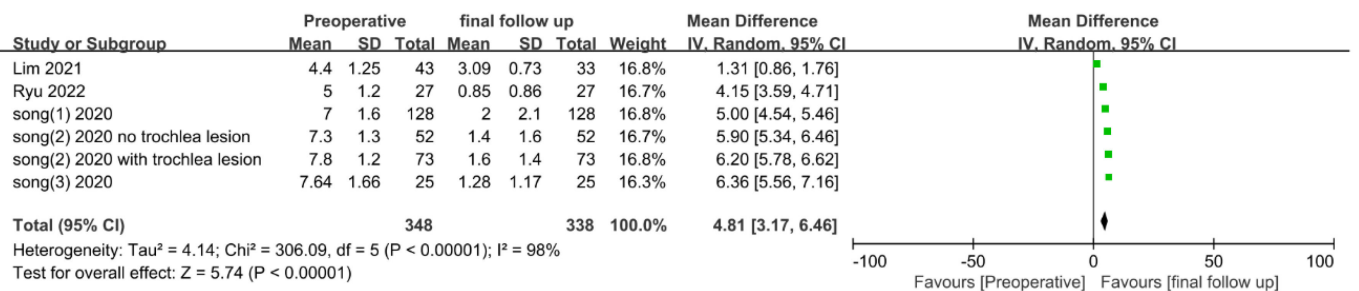 Preoperative final follow up Mean Difference Mean Difference
Study or Subgroup Mean SD Total Mean SD Total Weight IV, Random, 95% CI IV, Random, 95% CI
Lim 2021 4.4 1.25 43 3.09 0.73 33 16.8% 1.31 [0.86, 1.76]
Ryu 2022 5 1.2 27 0.85 0.86 27 16.7% 4.15 [3.59, 4.71]
song(1) 2020 7 1.6 128 2 2.1 128 16.8% 5.00 [4.54, 5.46]
song(2) 2020 no trochlea lesion 7.3 1.3 52 1.4 1.6 52 16.7% 5.90 [5.34, 6.46]
song(2) 2020 with trochlea lesion 7.8 1.2 73 1.6 1.4 73 16.8% 6.20 [5.78, 6.62]
song(3) 2020 7.64 1.66 25 1.28 1.17 25 16.3% 6.36 [5.56, 7.16]
Total (95% CI) 348 338 100.0% 4.81 [3.17, 6.46]
Heterogeneity: Tau² = 4.14; Chi² = 306.09, df = 5 (P < 0.00001); I² = 98%
Test for overall effect: Z = 5.74 (P < 0.00001)
-100 -50 0 50 100
Favours [Preoperative] Favours [final follow up]